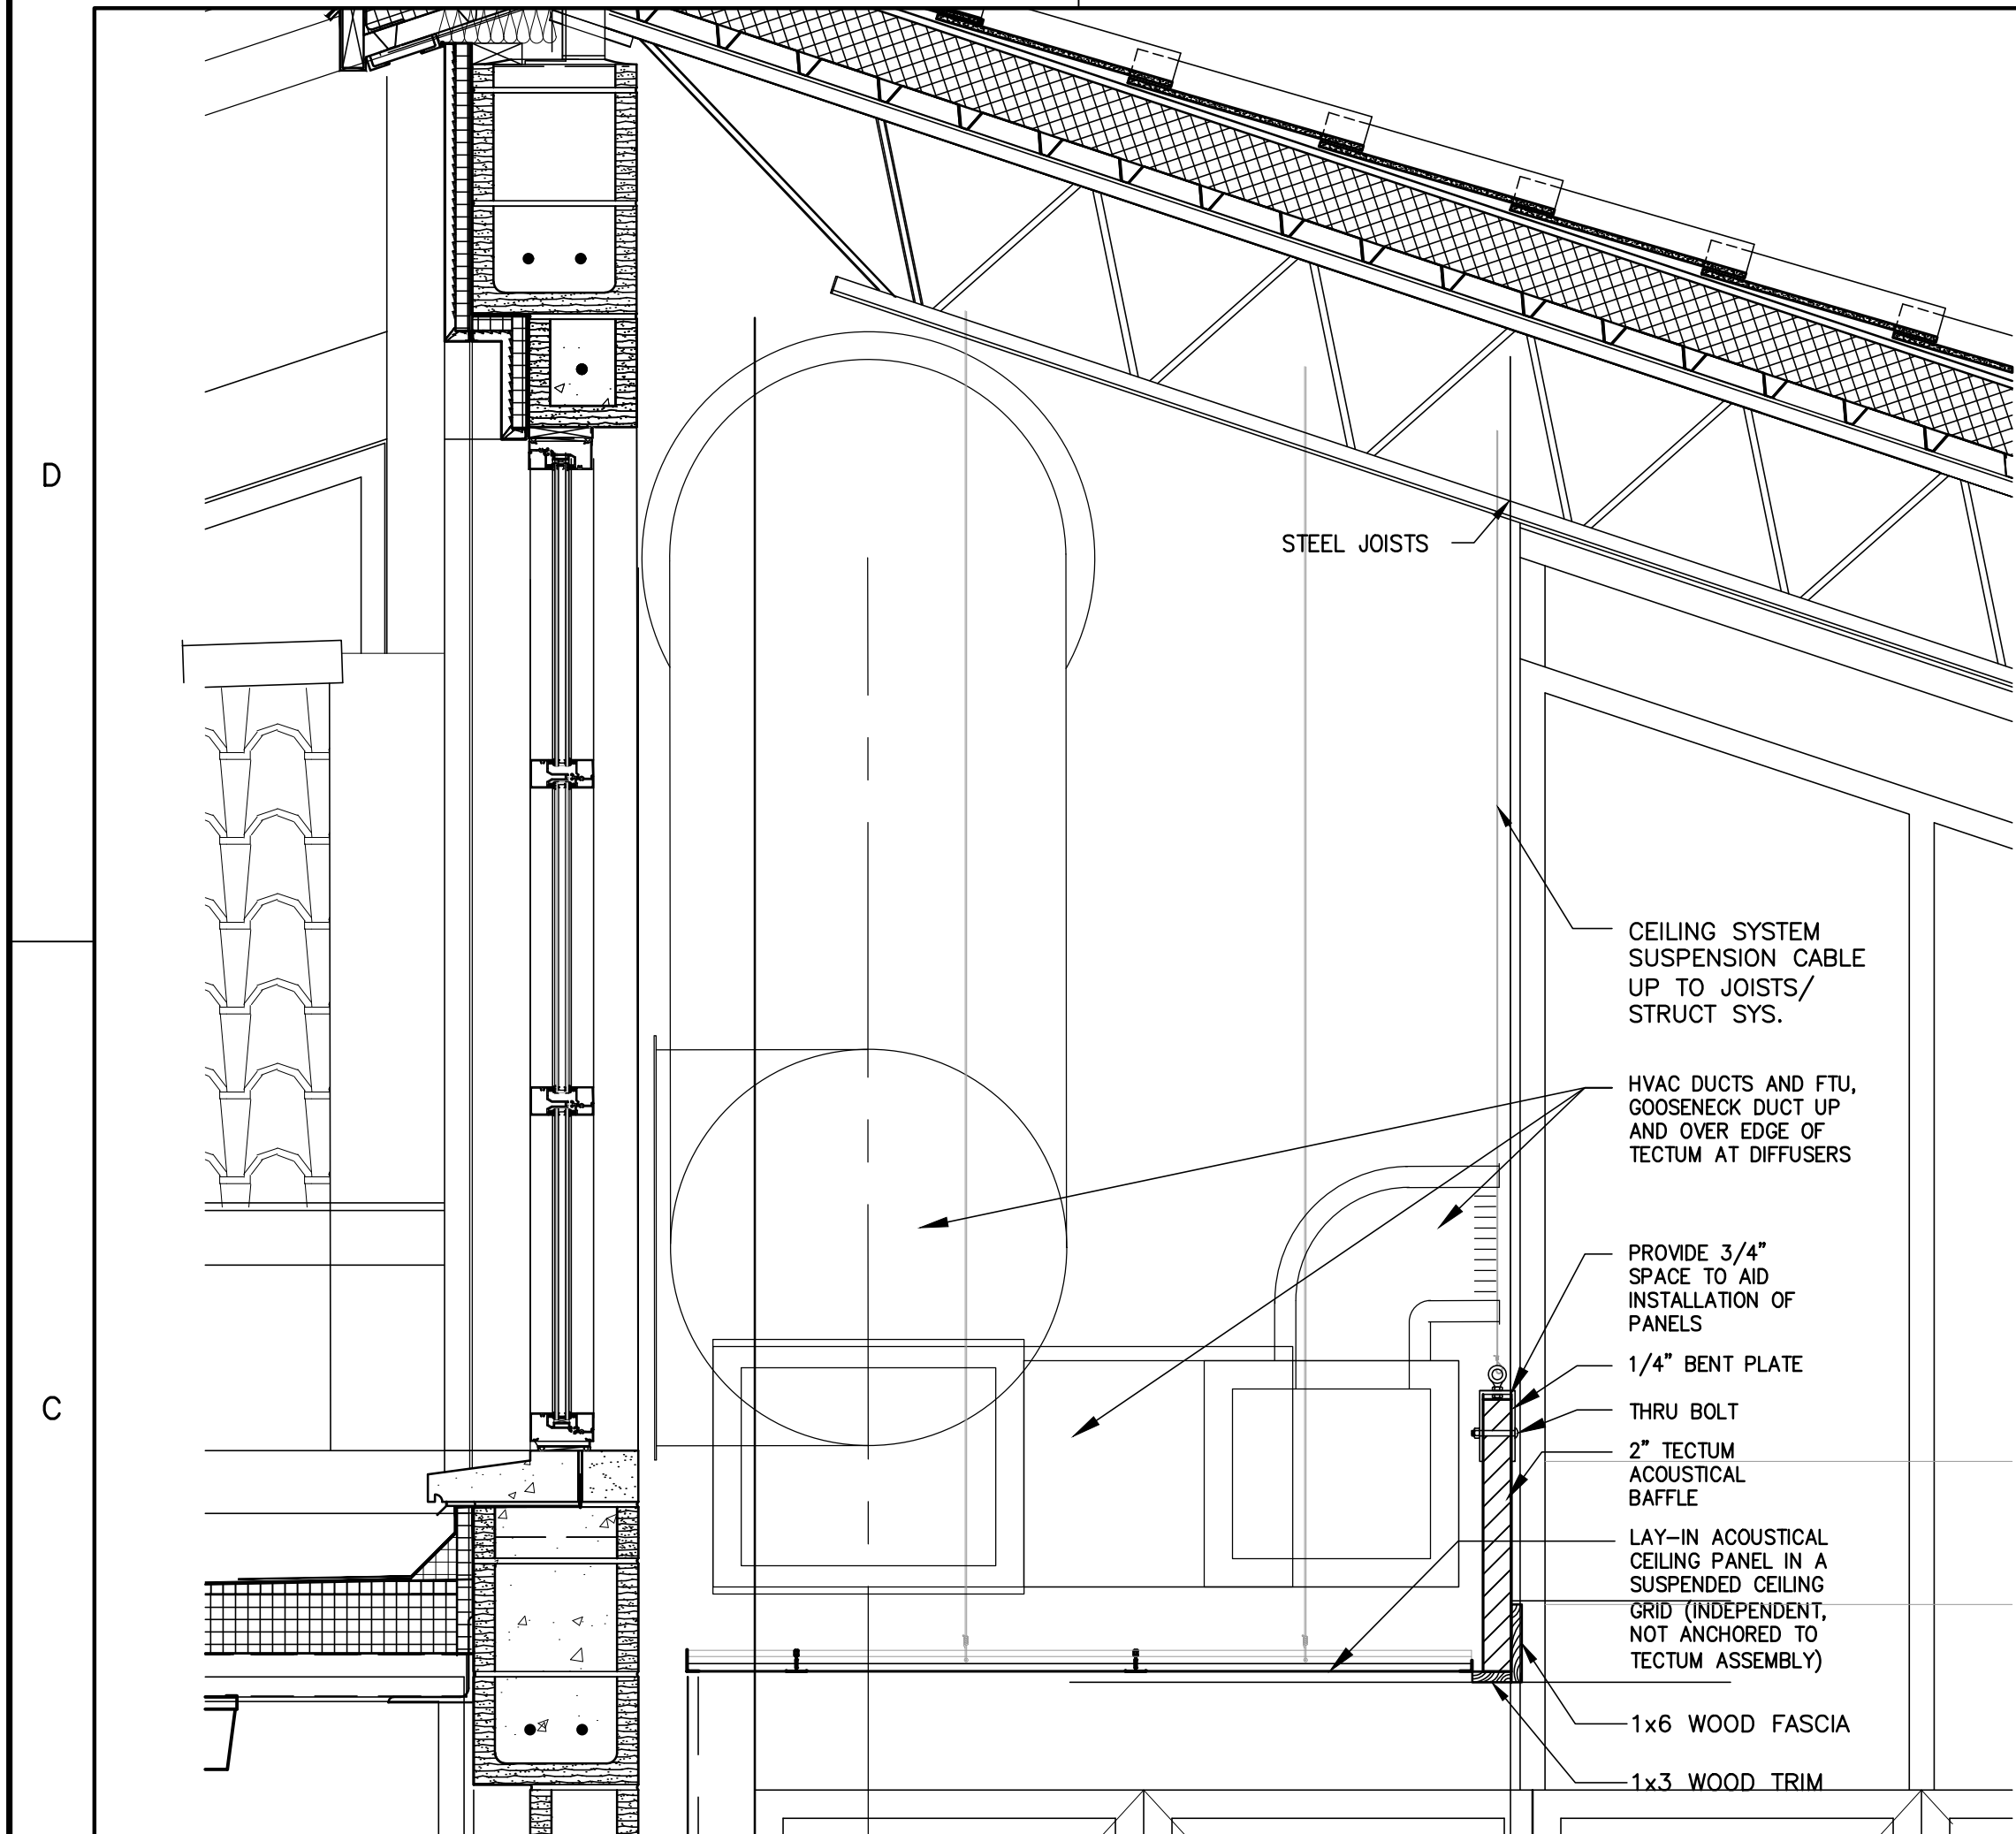 D
STEEL JOISTS
CEILING SYSTEM
SUSPENSION CABLE
UP TO JOISTS/
STRUCT SYS.
HVAC DUCTS AND FTU,
GOOSENECK DUCT UP
AND OVER EDGE OF
TECTUM AT DIFFUSERS
PROVIDE 3/4"
SPACE TO AID
INSTALLATION OF
PANELS
1/4" BENT PLATE
C
THRU BOLT
2" TECTUM
ACOUSTICAL
BAFFLE
LAY-IN ACOUSTICAL
CEILING PANEL IN A
SUSPENDED CEILING
GRID (INDEPENDENT,
NOT ANCHORED TO
TECTUM ASSEMBLY)
1x6 WOOD FASCIA
1x3 WOOD TRIM